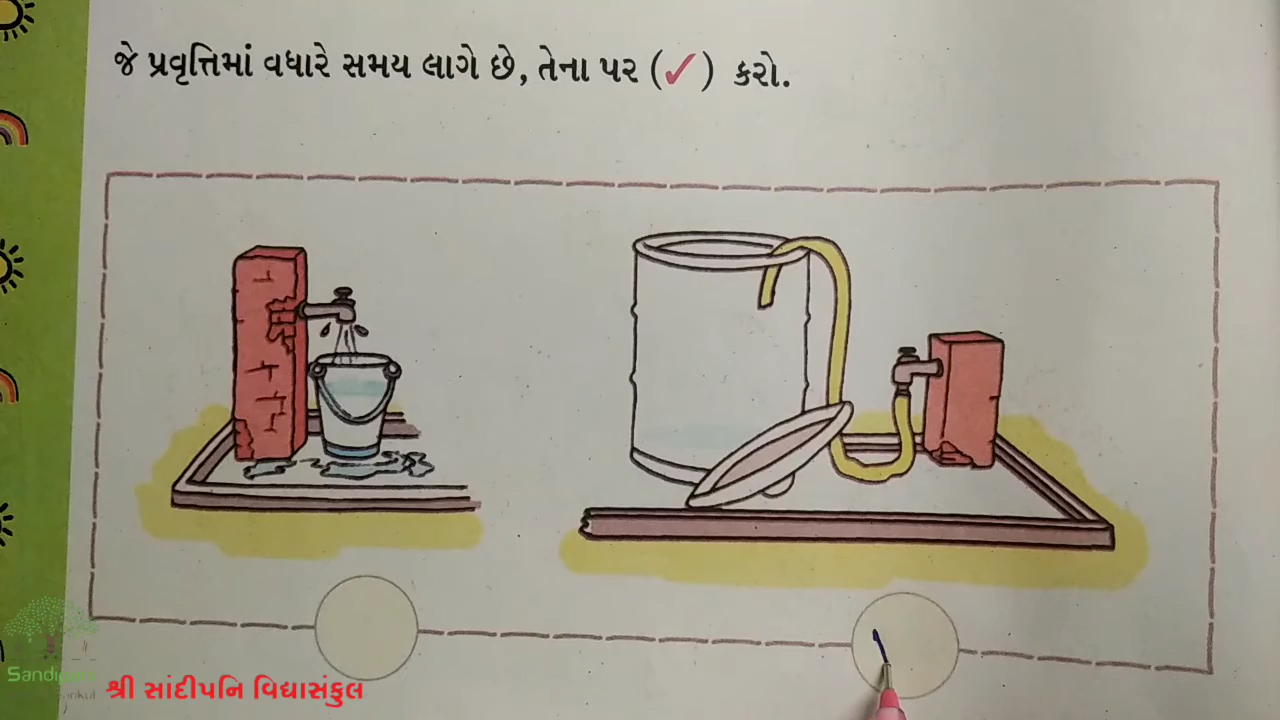 જે પ્રવૃત્તિમાં વધારે સમય લાગે છે, તેના પર (✓) કરો.
શ્રી સાંદીપનિ વિદ્યાસંકુલ